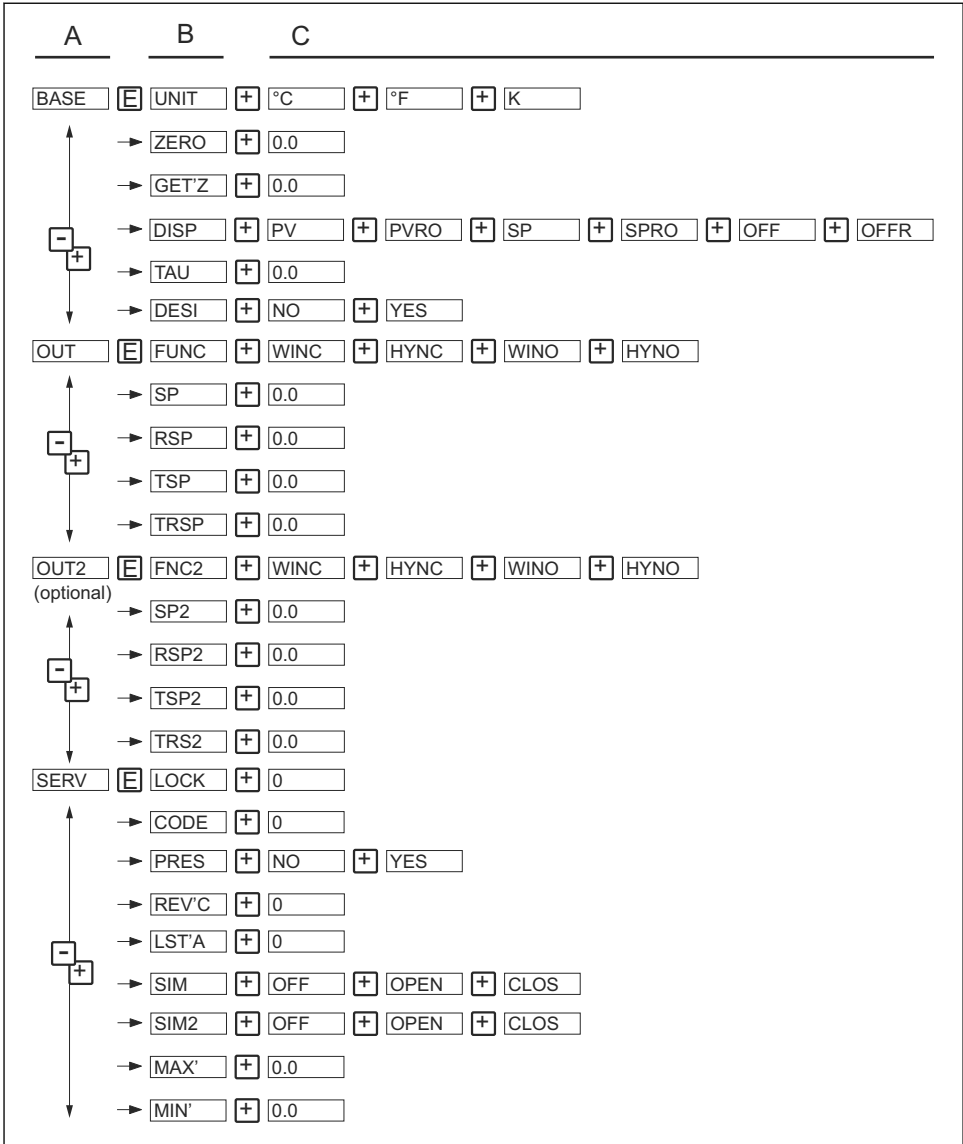 A B C
BASE E UNIT + °C + °F + K
ZERO + 0.0
GET'Z + 0.0
DISP + PV + PVRO + SP + SPRO + OFF + OFFR
- +
TAU + 0.0
DESI + NO + YES
OUT E FUNC + WINC + HYNC + WINO + HYNO
SP + 0.0
- +
RSP + 0.0
TSP + 0.0
TRSP + 0.0
OUT2 E FNC2 + WINC + HYNC + WINO + HYNO
(optional)
SP2 + 0.0
- +
RSP2 + 0.0
TSP2 + 0.0
TRS2 + 0.0
SERV E LOCK + 0
CODE + 0
PRES + NO + YES
REV'C + 0
LST'A + 0
- +
SIM + OFF + OPEN + CLOS
SIM2 + OFF + OPEN + CLOS
MAX' + 0.0
MIN' + 0.0